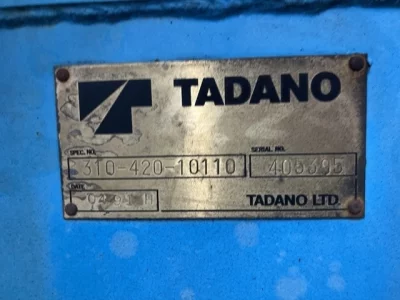 TADANO
SPEC. NO. SERIAL NO.
310-420-10110 405395
DATE
TADANO LTD.